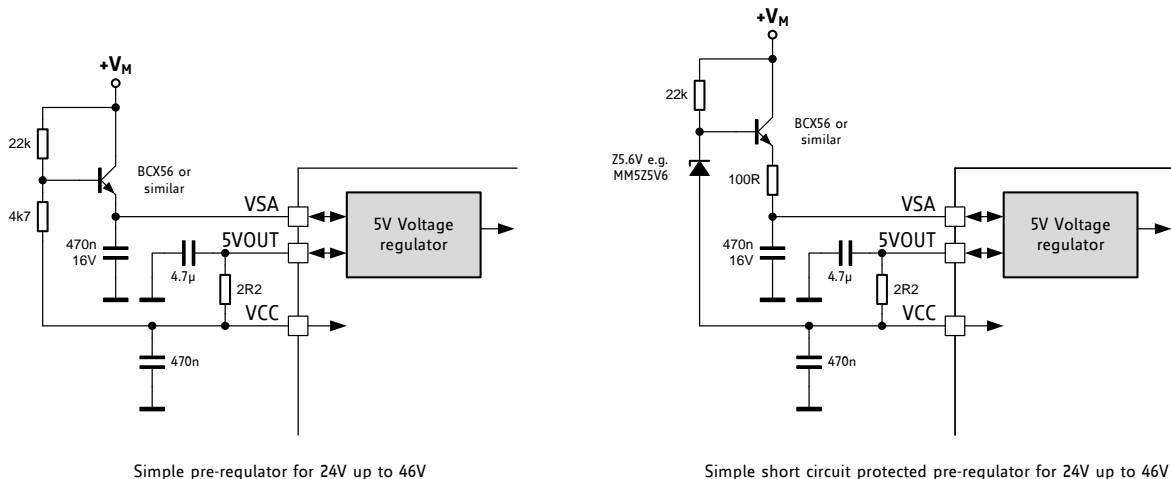 +VM
22k
BCX56 or
similar
4k7
VSA
470n
16V
5VOUT
4.7µ
2R2
VCC
470n
5V Voltage
regulator
Simple pre-regulator for 24V up to 46V
+VM
22k
BCX56 or
similar
Z5.6V e.g.
MM5Z5V6
100R
VSA
470n
16V
5VOUT
4.7µ
2R2
VCC
470n
5V Voltage
regulator
Simple short circuit protected pre-regulator for 24V up to 46V